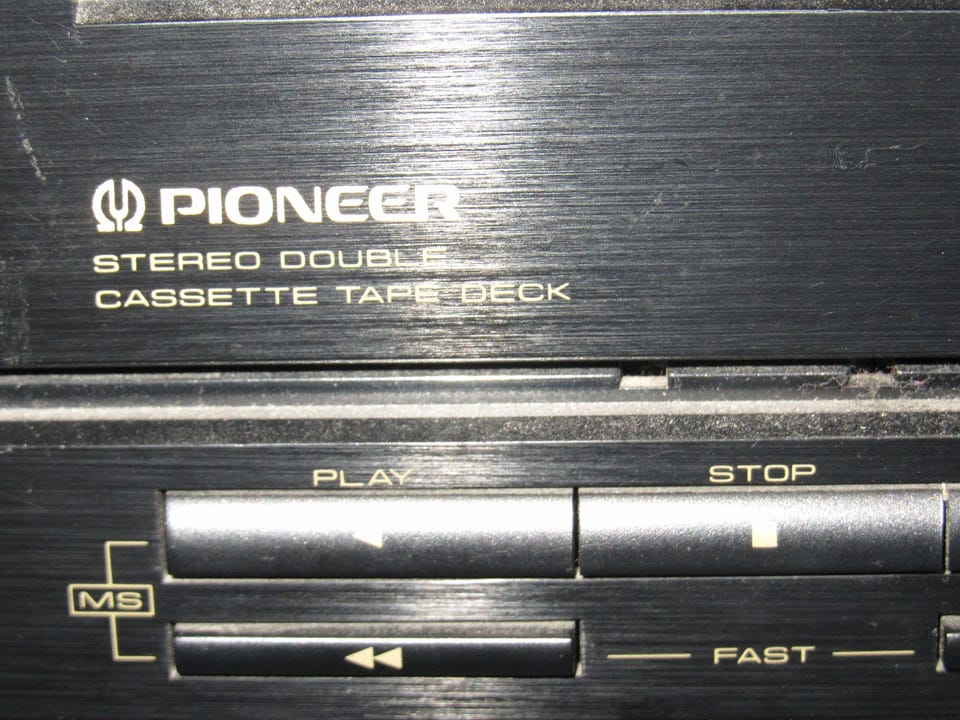 PIONEER
STEREO DOUBLE
CASSETTE TAPE DECK
PLAY STOP
MS
FAST